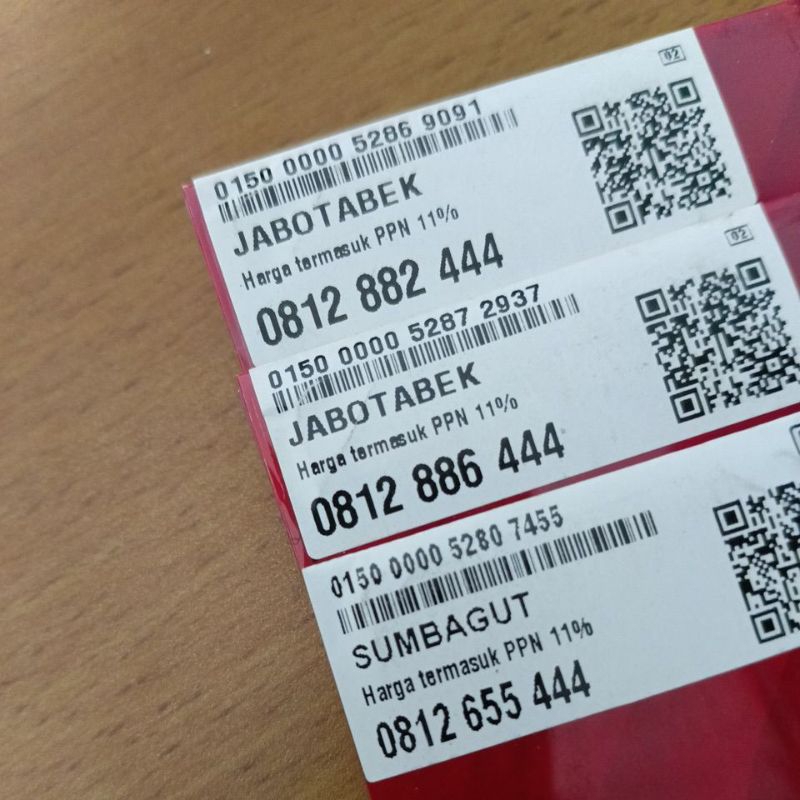 02
0150 0000 5286 9091
JABOTABEK
Harga termasuk PPN 11%
0812 882 444
02
0150 0000 5287 2937
JABOTABEK
Harga termasuk PPN 11%
0812 886 444
0150 0000 5280 7455
SUMBAGUT
Harga termasuk PPN 11%
0812 655 444